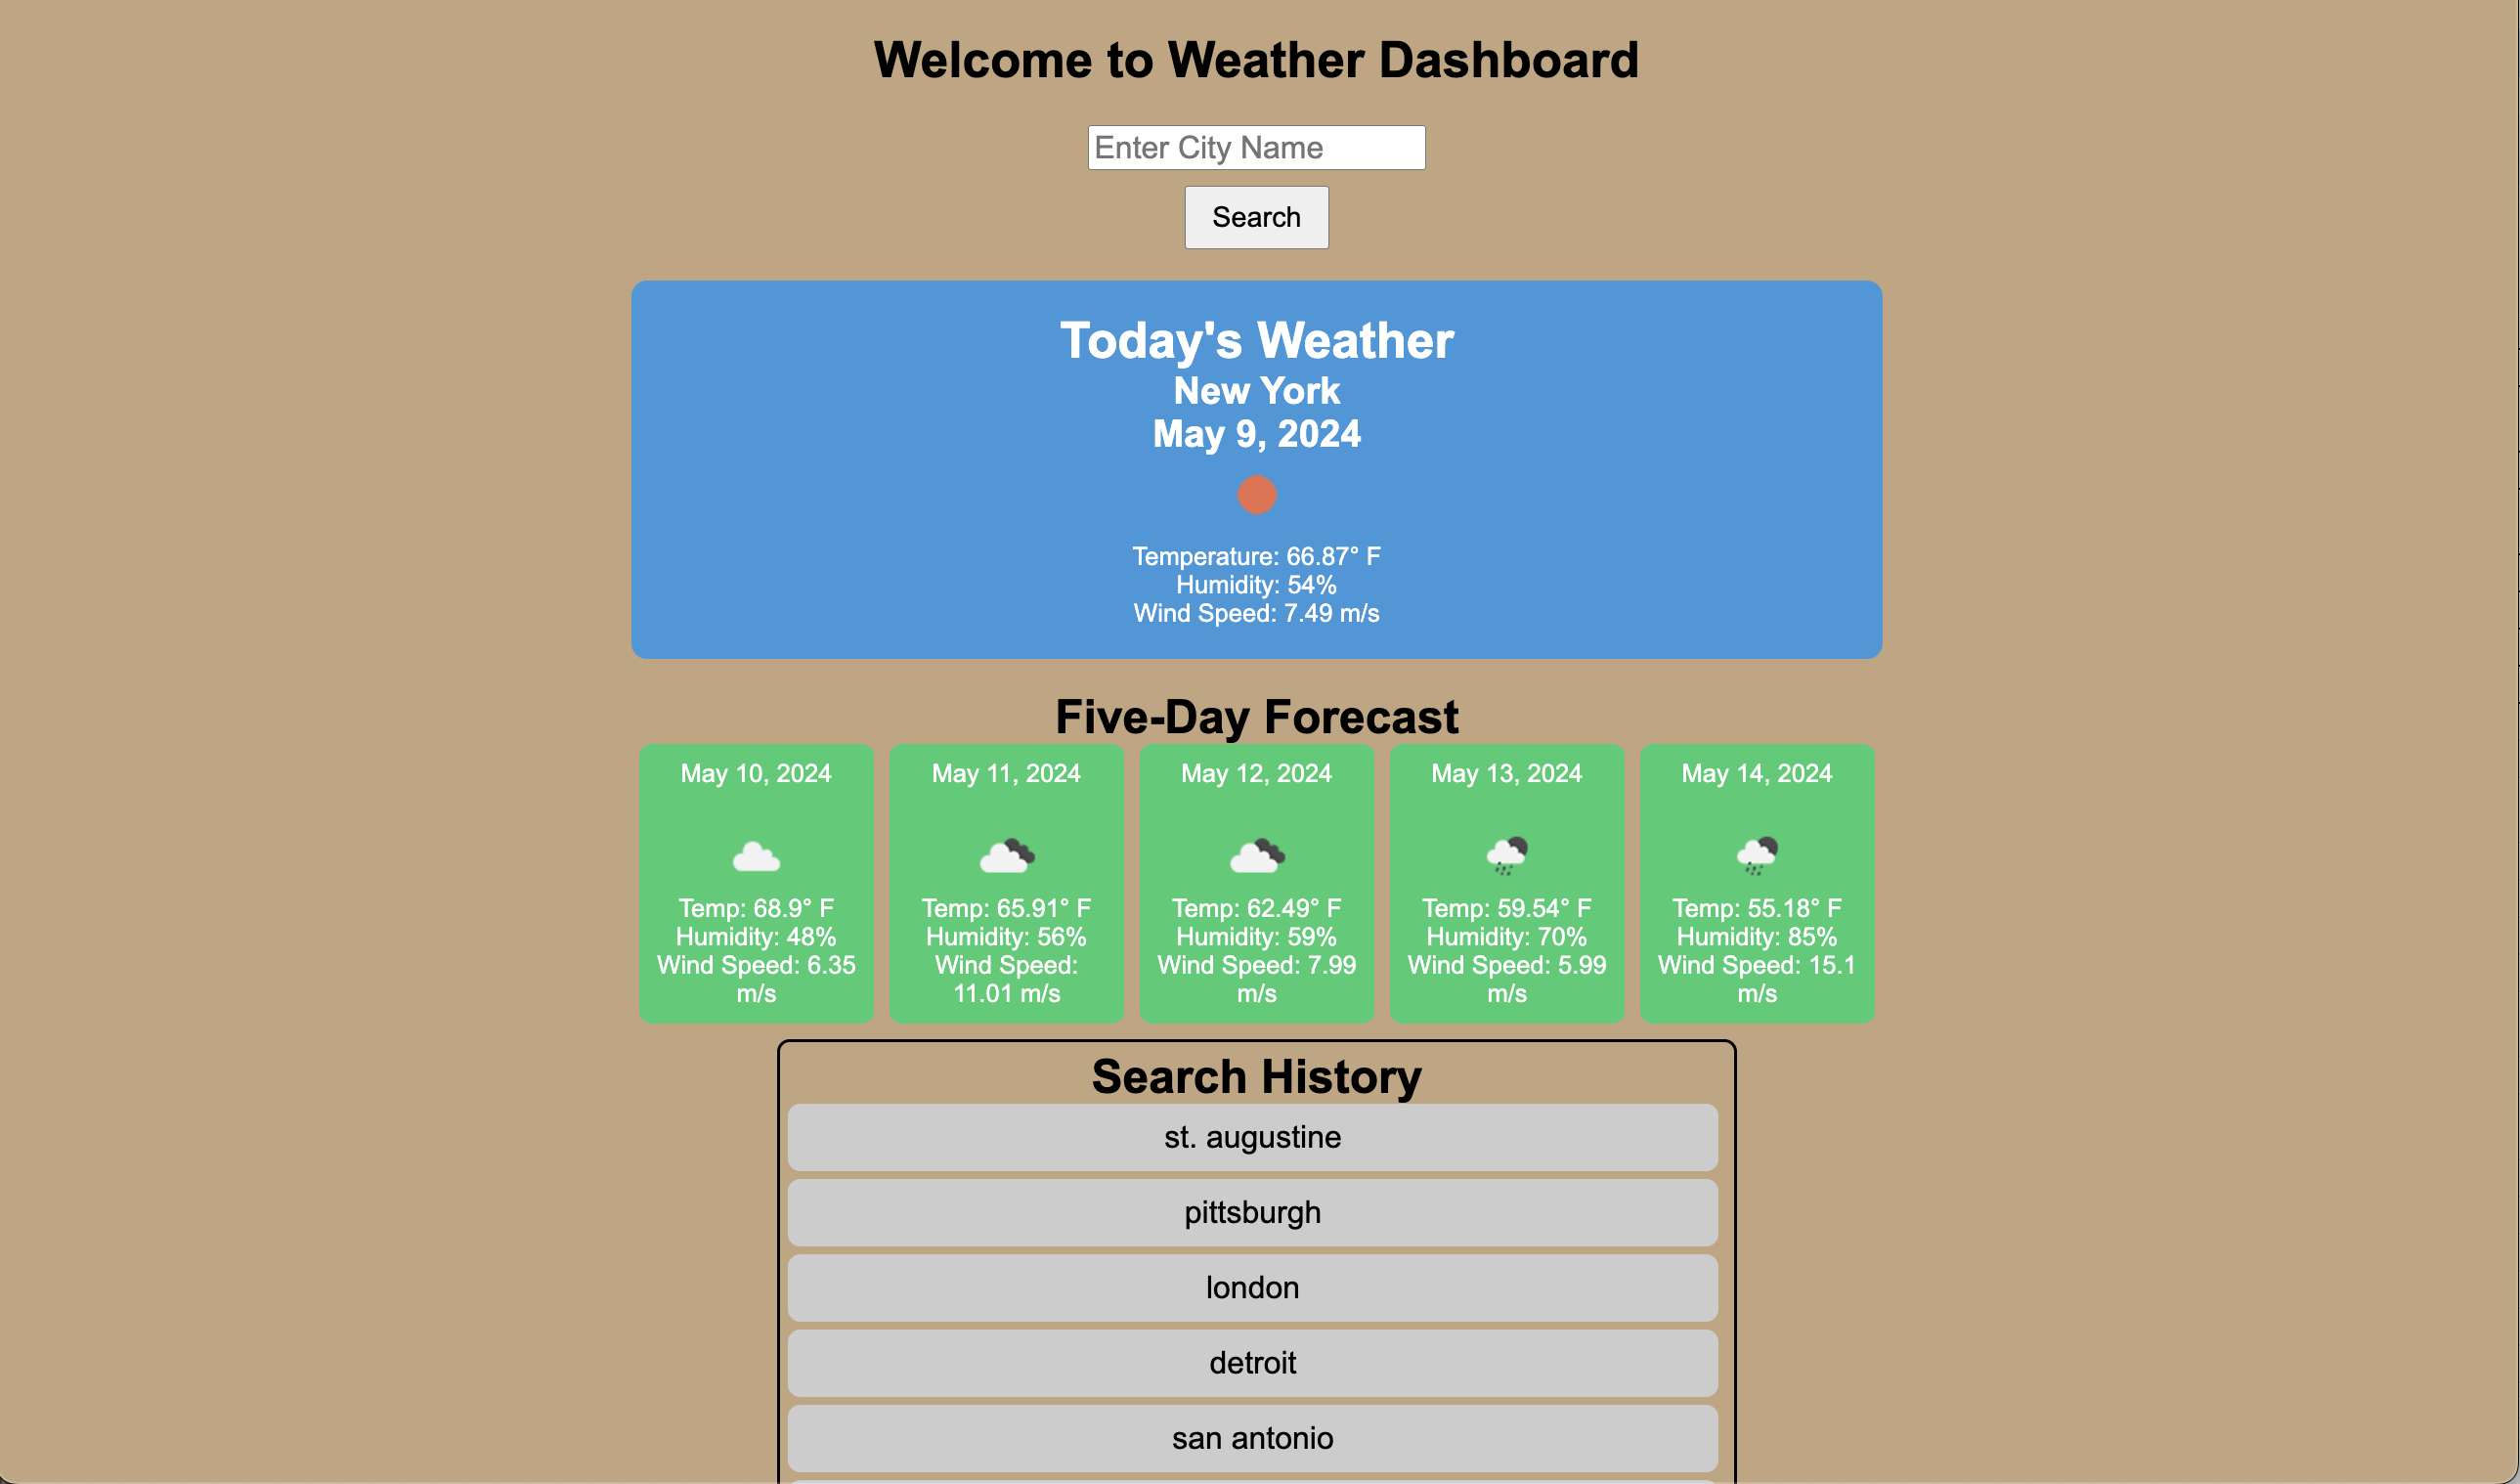 Welcome to Weather Dashboard
Enter City Name
Search
Today's Weather
New York
May 9, 2024
Temperature: 66.87° F
Humidity: 54%
Wind Speed: 7.49 m/s
Five-Day Forecast
May 10, 2024
Temp: 68.9° F
Humidity: 48%
Wind Speed: 6.35
m/s
May 11, 2024
Temp: 65.91° F
Humidity: 56%
Wind Speed:
11.01 m/s
May 12, 2024
Temp: 62.49° F
Humidity: 59%
Wind Speed: 7.99
m/s
May 13, 2024
Temp: 59.54° F
Humidity: 70%
Wind Speed: 5.99
m/s
May 14, 2024
Temp: 55.18° F
Humidity: 85%
Wind Speed: 15.1
m/s
Search History
st. augustine
pittsburgh
london
detroit
san antonio